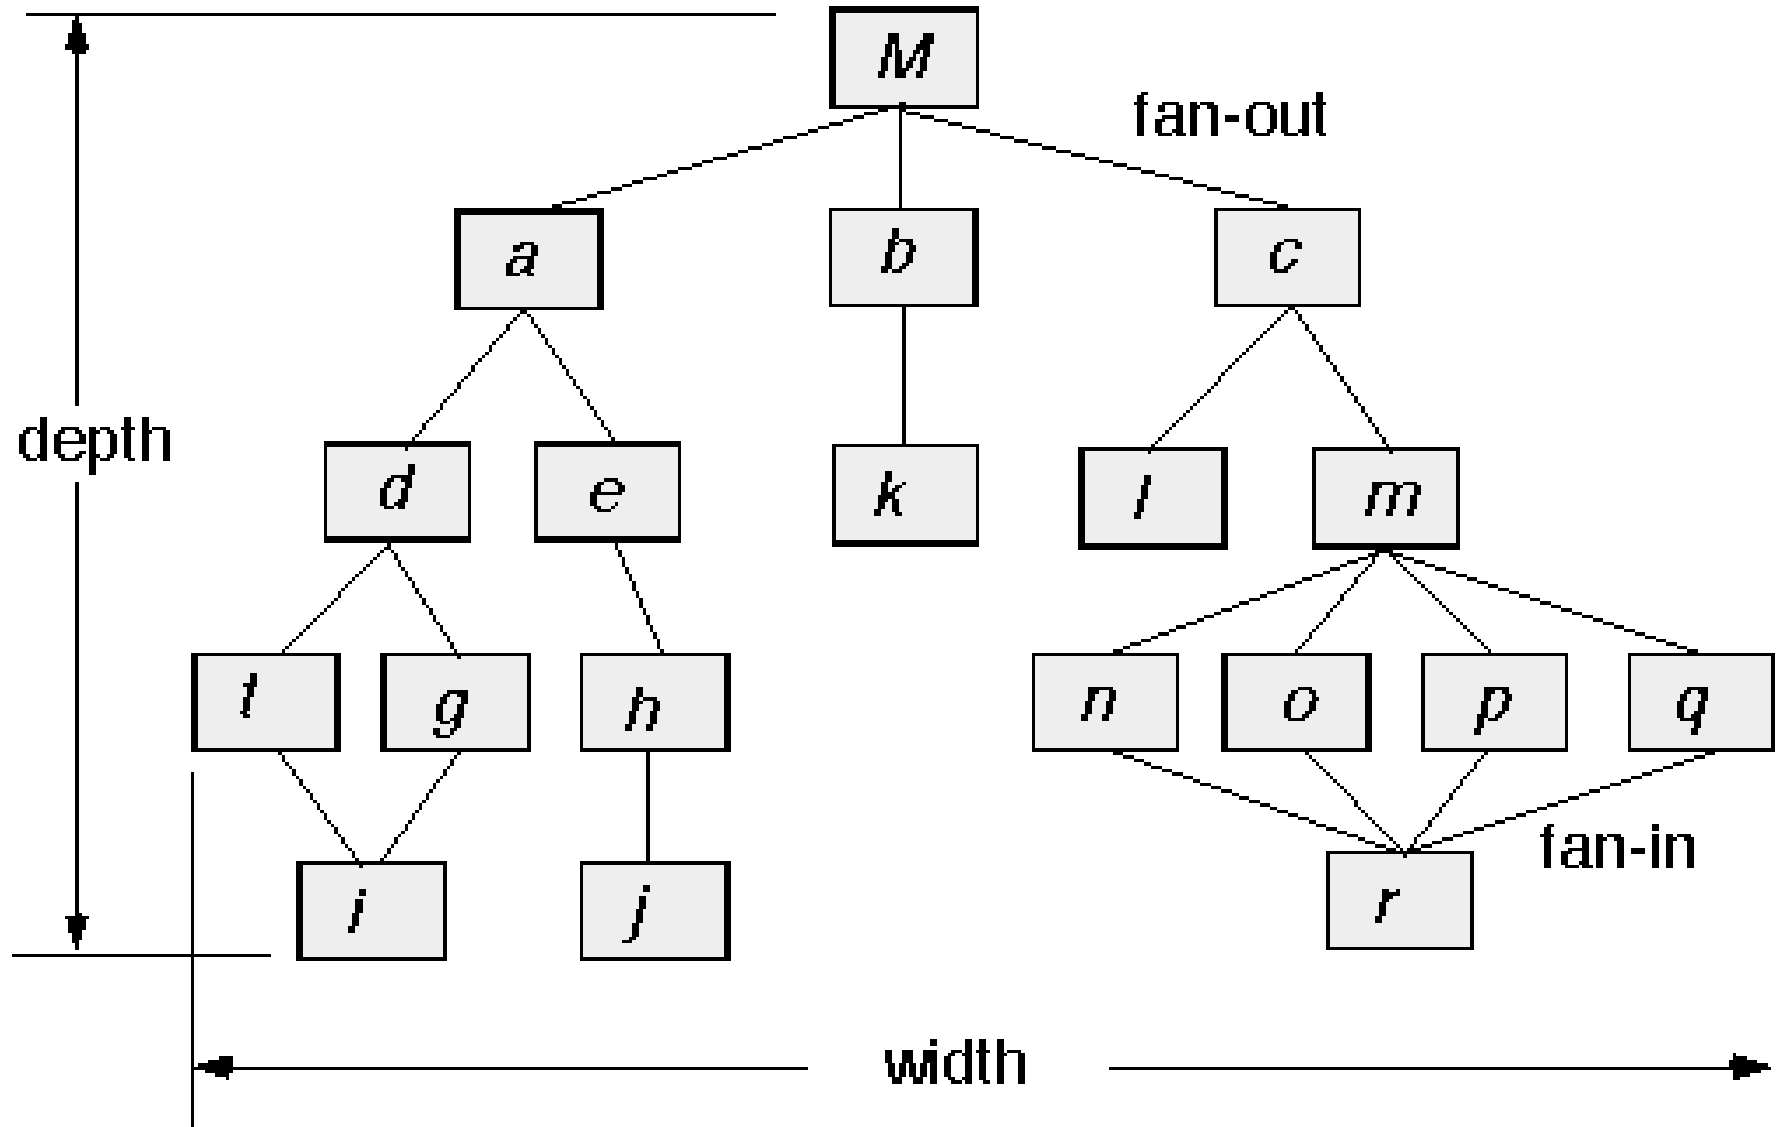 M
fan-out
a b c
depth
d e k l m
t g h n o p q
fan-in
i j r
width